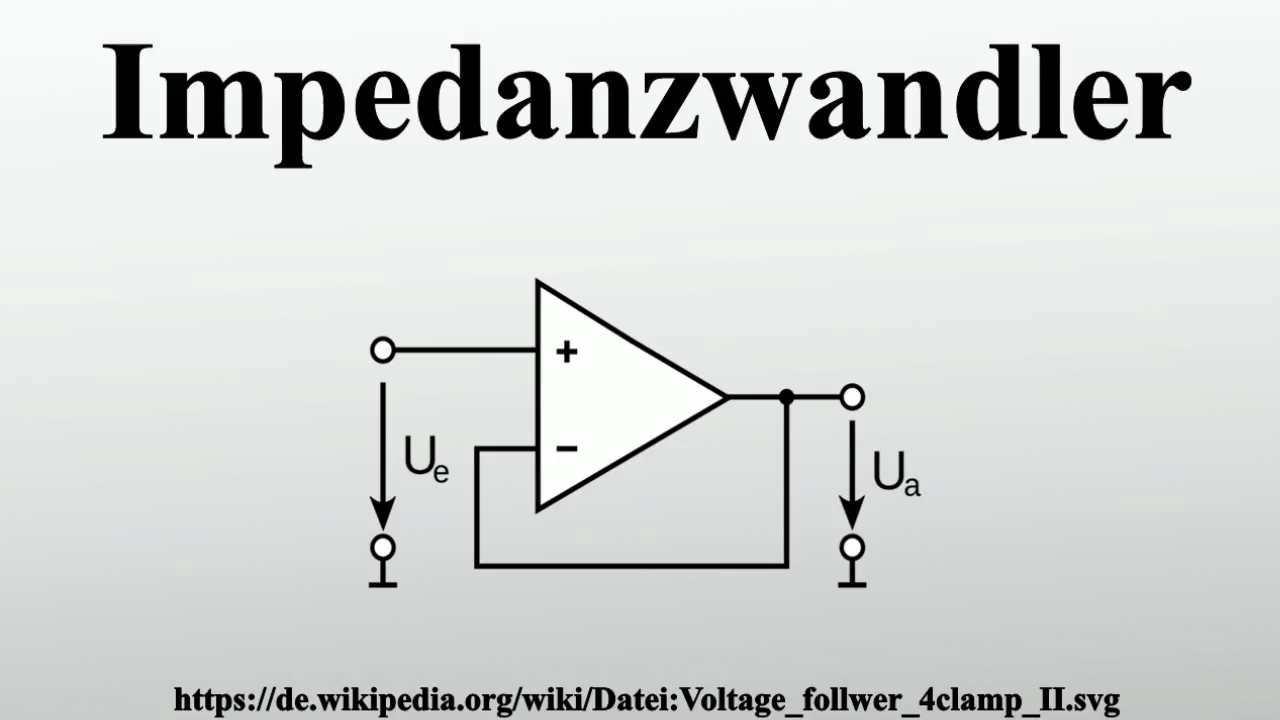 Impedanzwandler
+
Ue
−
Ua
https://de.wikipedia.org/wiki/Datei:Voltage_follwer_4clamp_II.svg